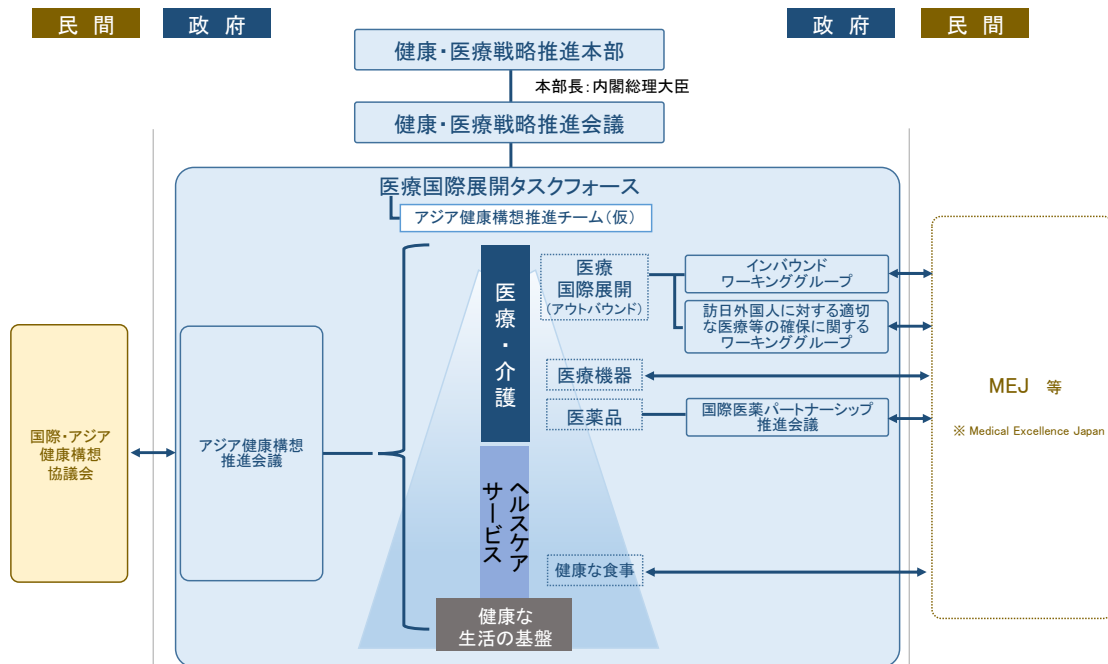 民 間
政 府
政 府
民 間
健康・医療戦略推進本部
本部長：内閣総理大臣
健康・医療戦略推進会議
医療国際展開タスクフォース
アジア健康構想推進チーム（仮）
医療・介護
医療
国際展開
（アウトバウンド）
インバウンド
ワーキンググループ
訪日外国人に対する適切
な医療等の確保に関する
ワーキンググループ
医療機器
医薬品
国際医薬パートナーシップ
推進会議
MEJ 等
※ Medical Excellence Japan
国際・アジア
健康構想
協議会
アジア健康構想
推進会議
ヘルスケア
サービス
健康な食事
健康な
生活の基盤